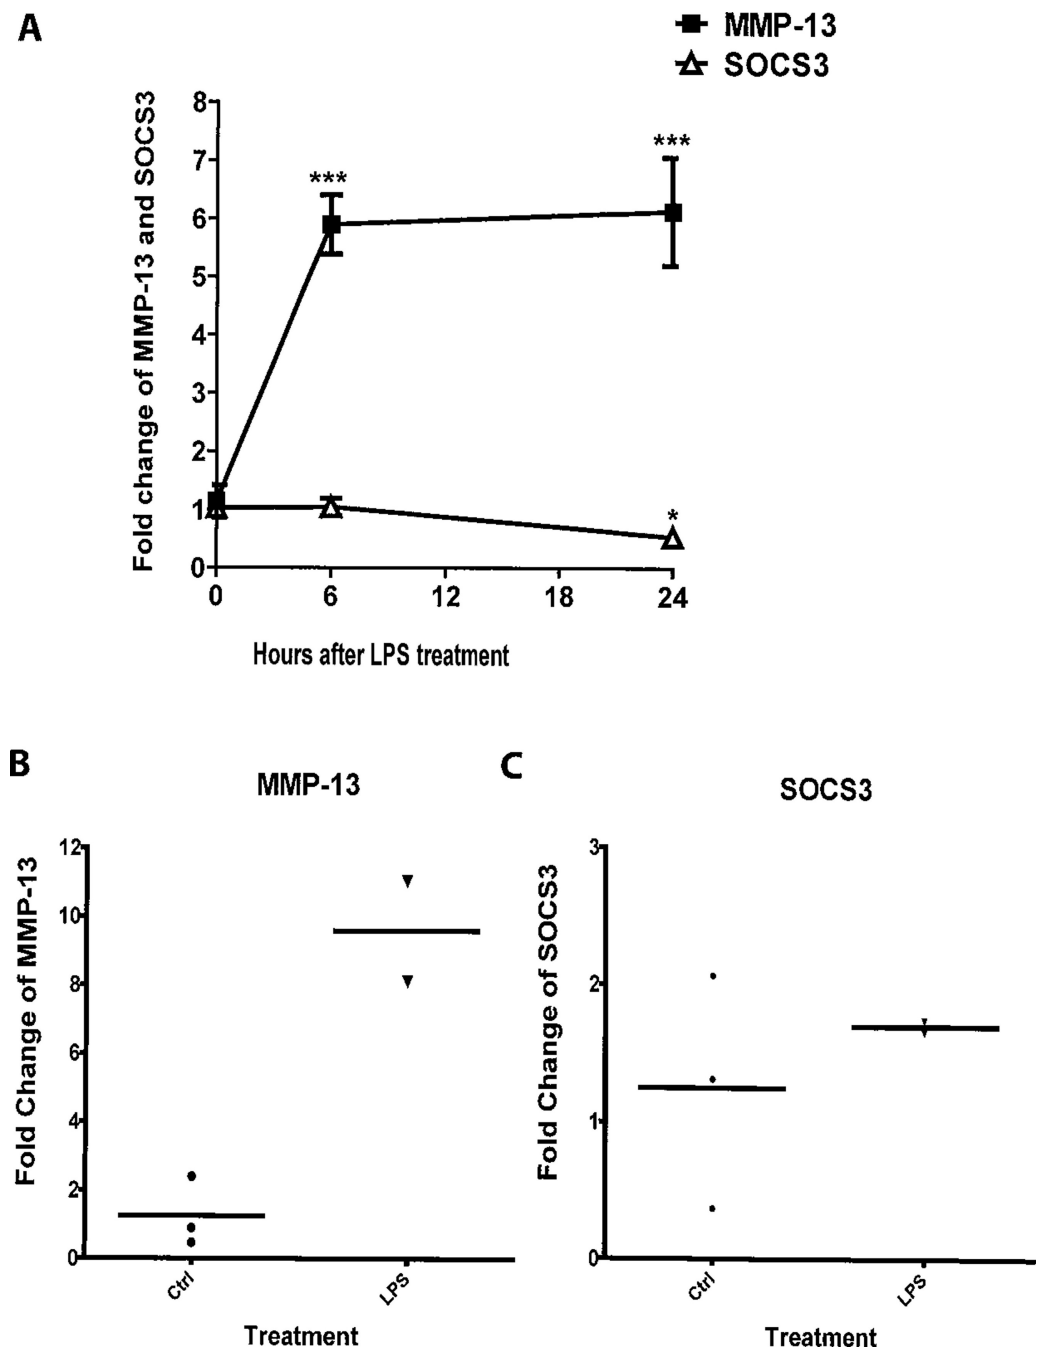 A
MMP-13
SOCS3
Fold change of MMP-13 and SOCS3
8
7
6
5
4
3
2
1
0
***
***
*
0 6 12 18 24
Hours after LPS treatment
B
MMP-13
Fold Change of MMP-13
12
10
8
6
4
2
0
Ctrl LPS
Treatment
C
SOCS3
Fold Change of SOCS3
3
2
1
0
Ctrl LPS
Treatment